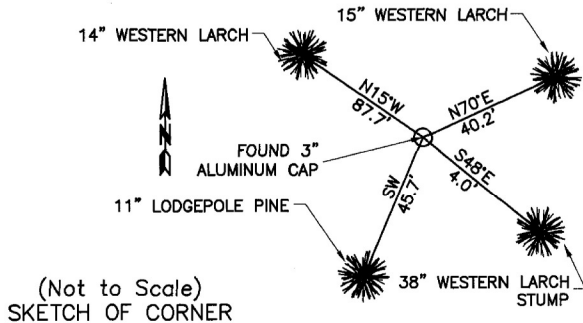 14" WESTERN LARCH
15" WESTERN LARCH
N15°W
87.7'
N70°E
40.2'
N
FOUND 3"
ALUMINUM CAP
S48°E
4.0'
SW
45.7'
11" LODGEPOLE PINE
38" WESTERN LARCH
STUMP
(Not to Scale)
SKETCH OF CORNER